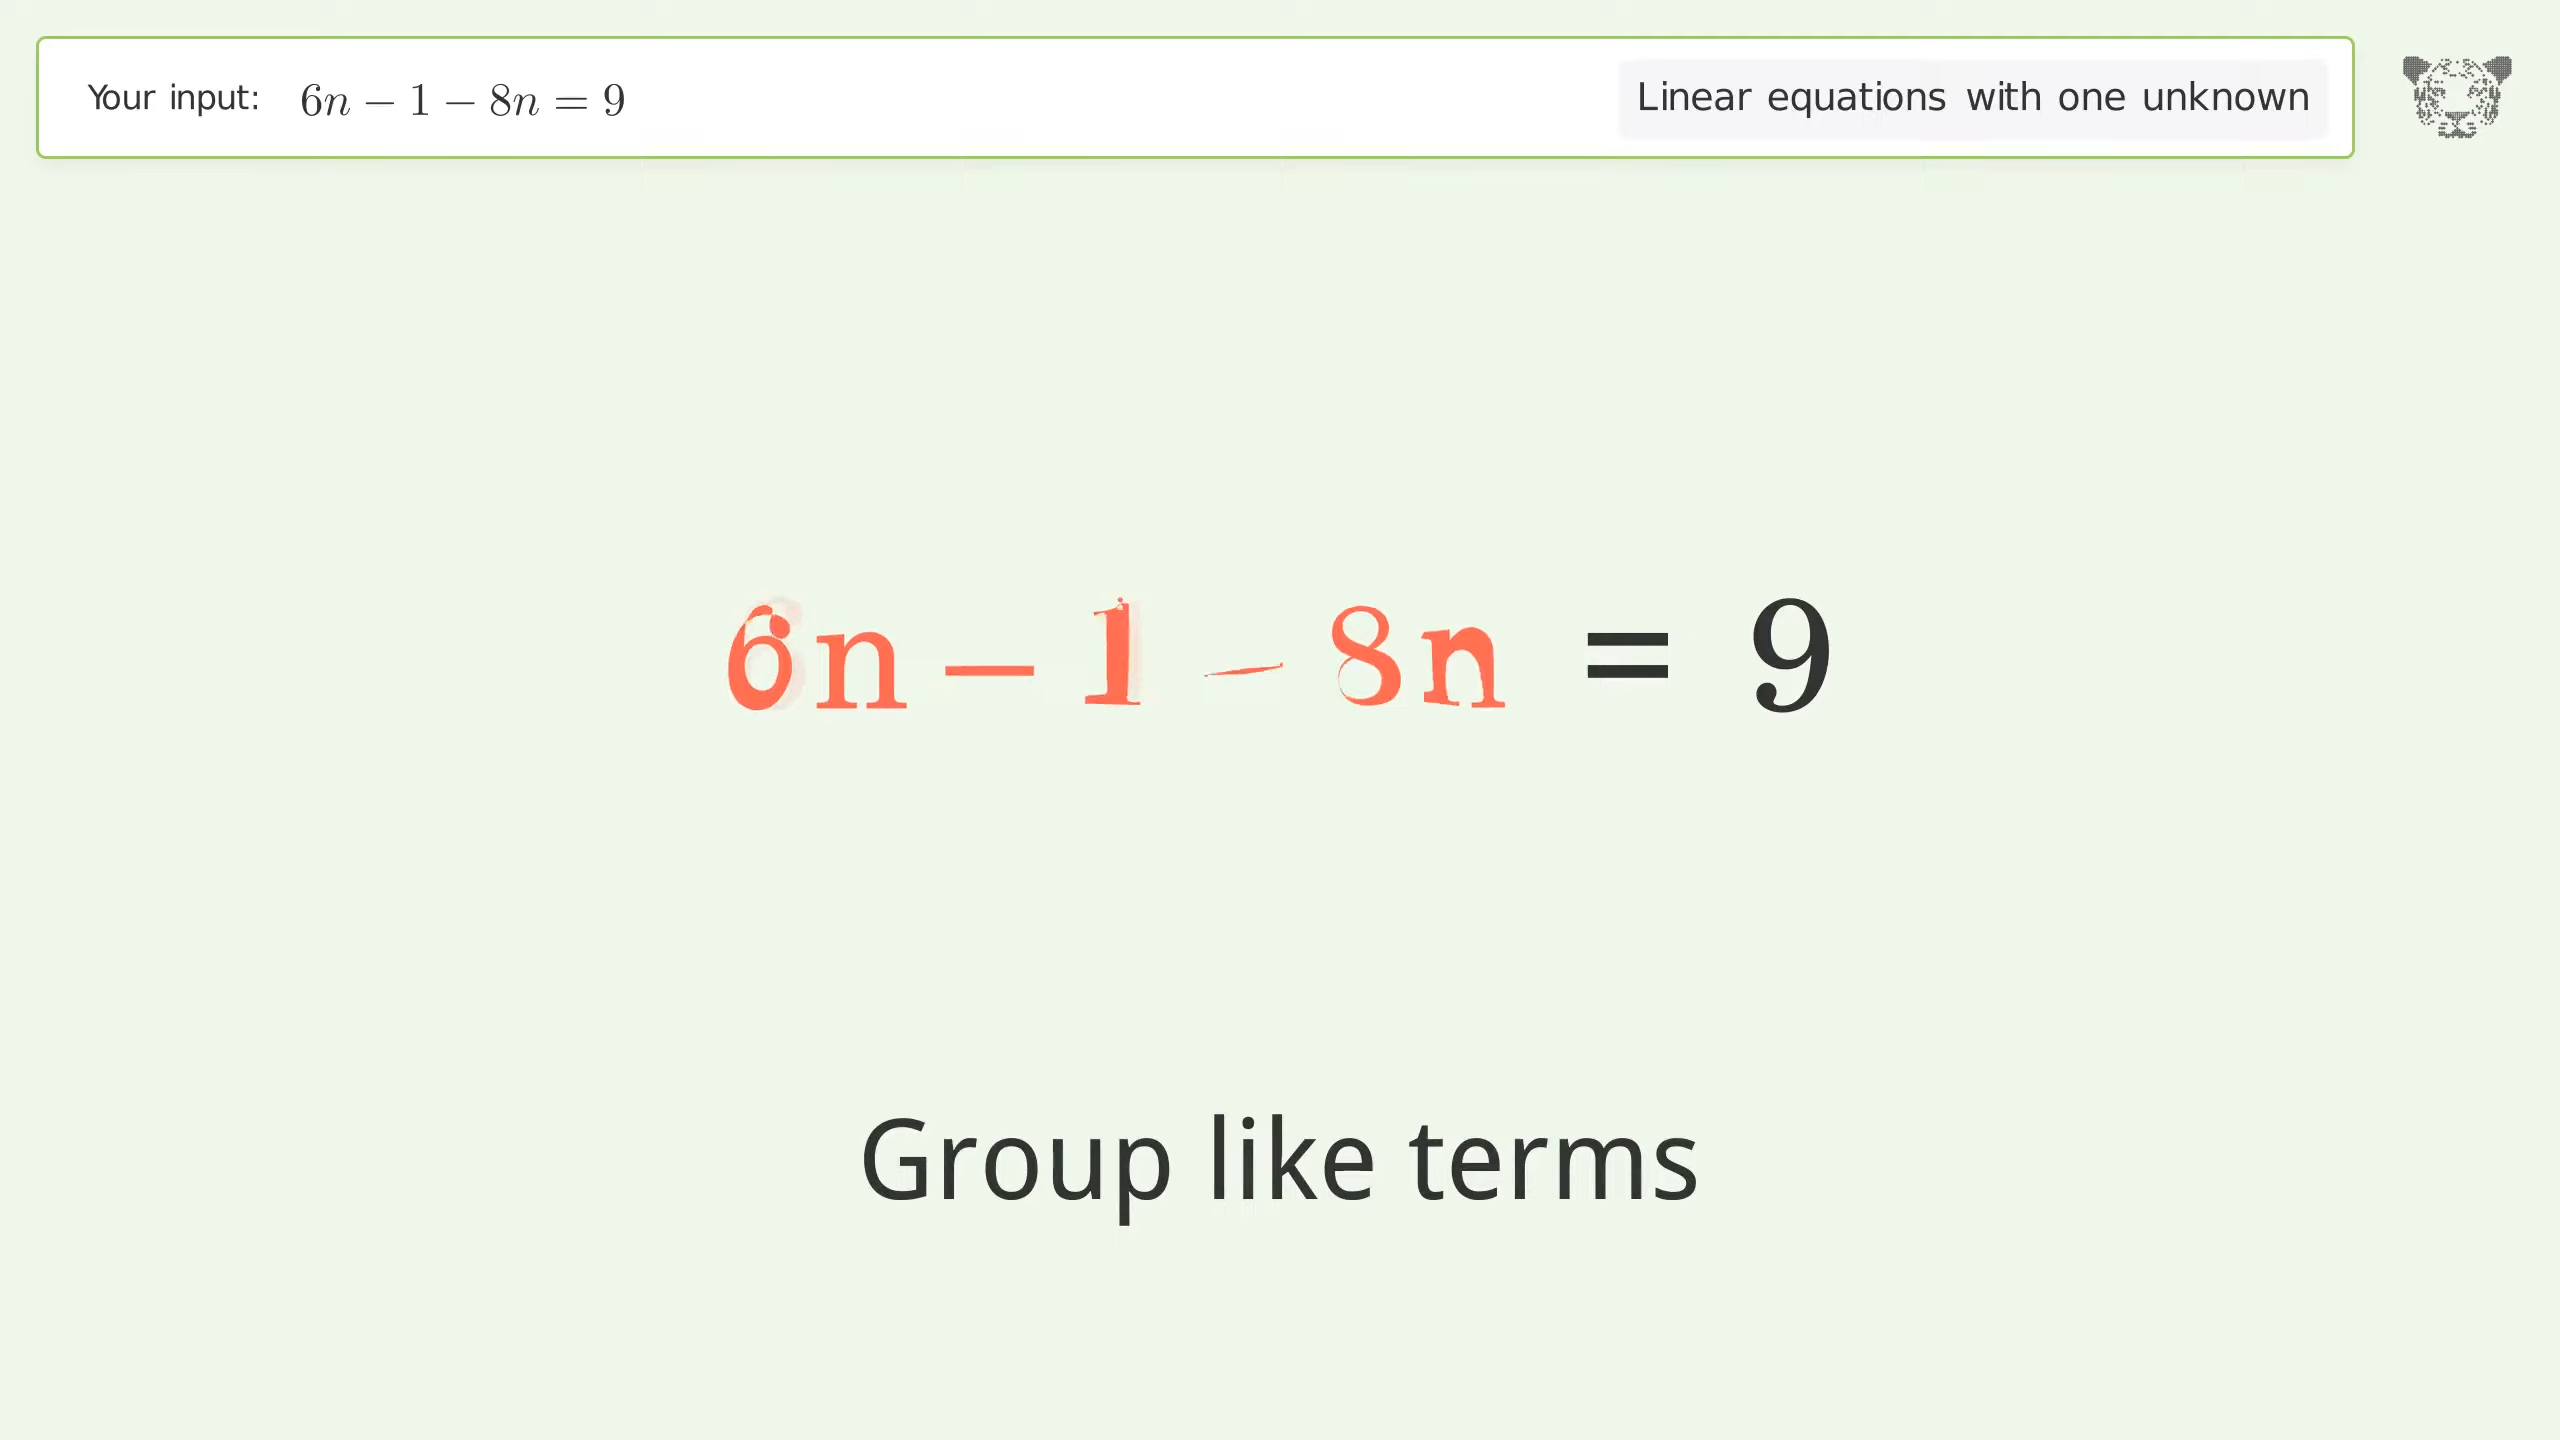 Your input: 6n − 1 − 8n = 9
Linear equations with one unknown
6n − 1 − 8n = 9
Group like terms